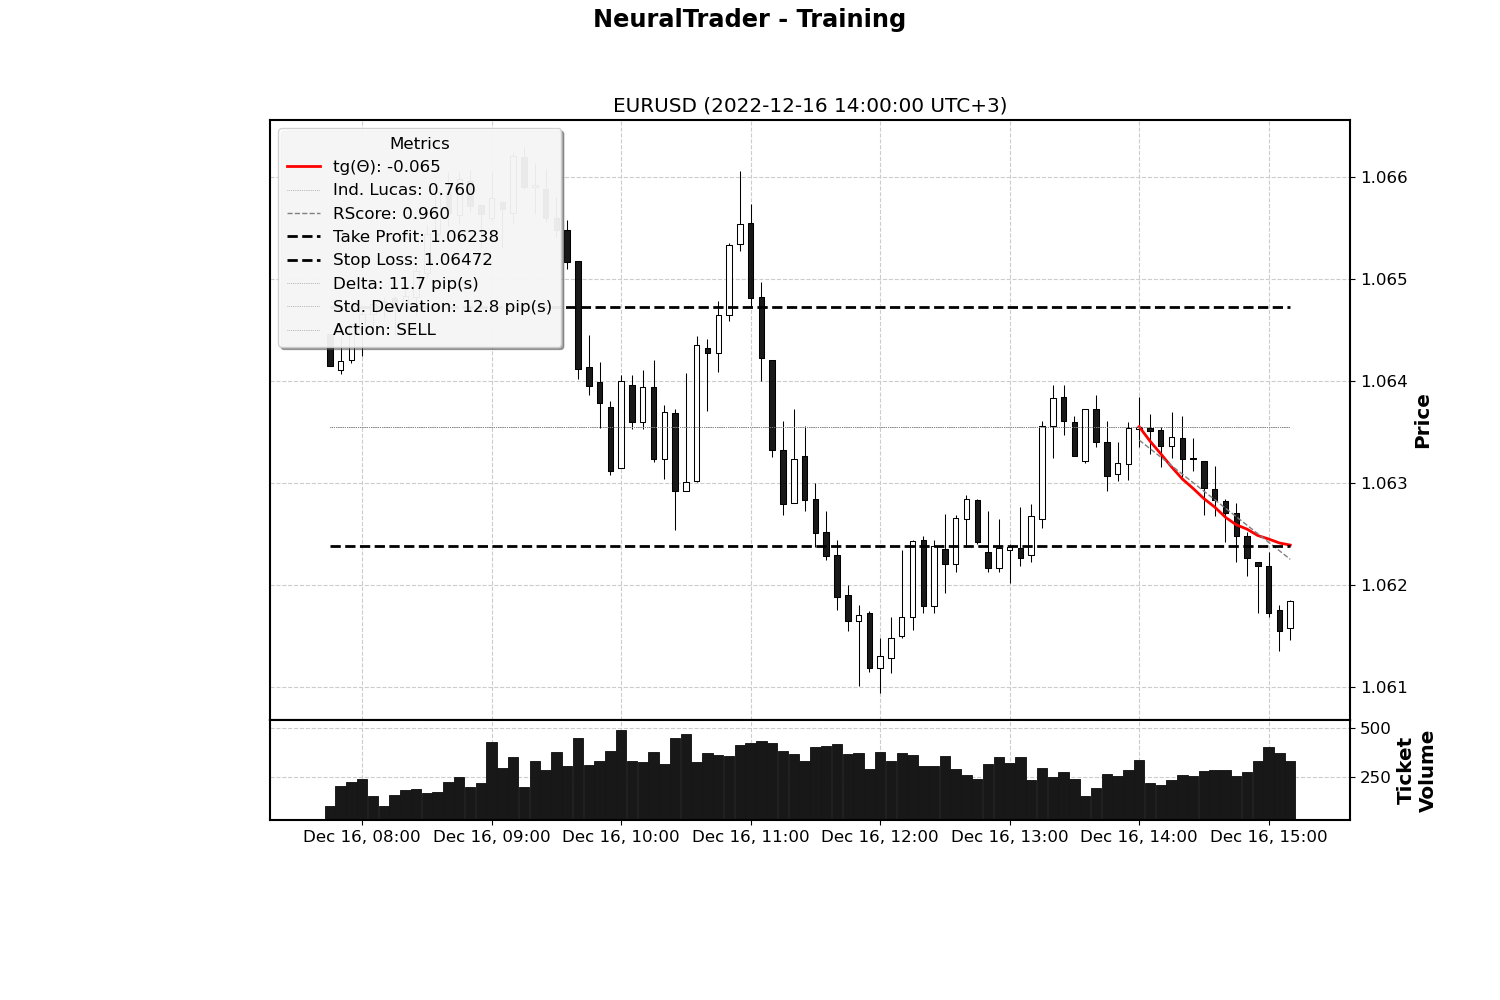 NeuralTrader - Training
EURUSD (2022-12-16 14:00:00 UTC+3)
Metrics
tg(Θ): -0.065
Ind. Lucas: 0.760
RScore: 0.960
Take Profit: 1.06238
Stop Loss: 1.06472
Delta: 11.7 pip(s)
Std. Deviation: 12.8 pip(s)
Action: SELL
1.066
1.065
1.064
1.063
1.062
1.061
Price
500
250
Ticket
Volume
Dec 16, 08:00 Dec 16, 09:00 Dec 16, 10:00 Dec 16, 11:00 Dec 16, 12:00 Dec 16, 13:00 Dec 16, 14:00 Dec 16, 15:00